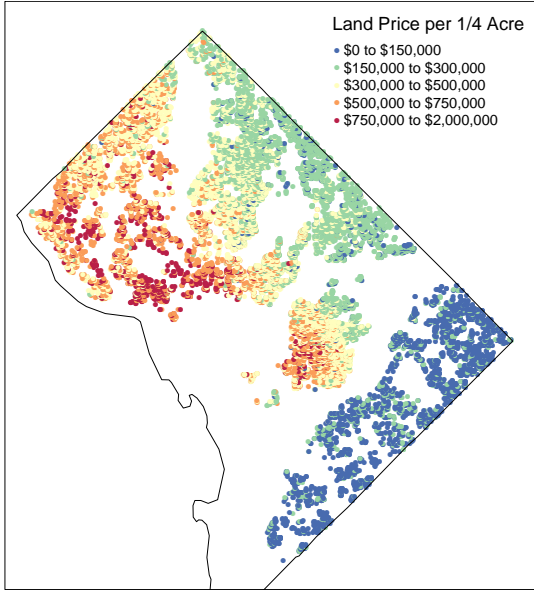 Land Price per 1/4 Acre
$0 to $150,000
$150,000 to $300,000
$300,000 to $500,000
$500,000 to $750,000
$750,000 to $2,000,000